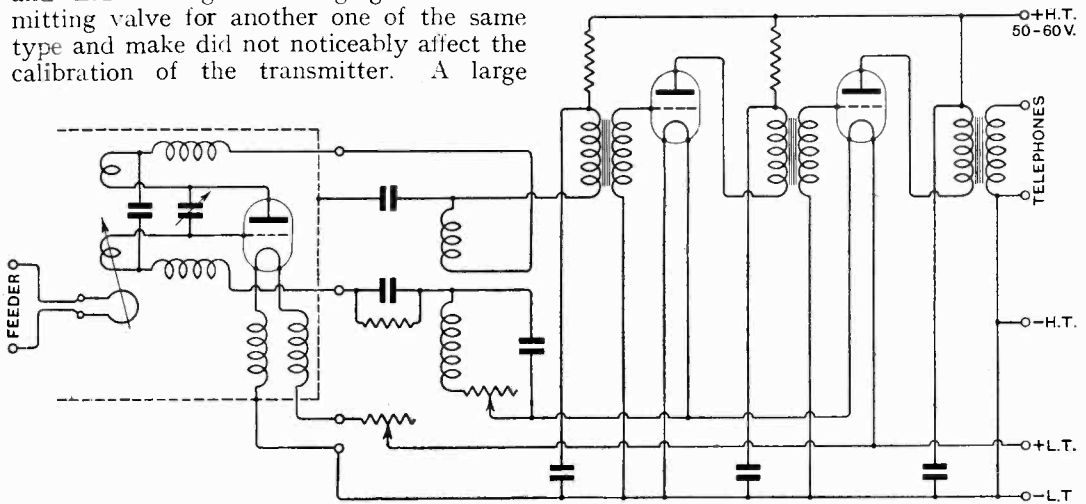 mitting valve for another one of the same
type and make did not noticeably affect the
calibration of the transmitter. A large
+H.T.
50-60V.
TELEPHONES
FEEDER
-H.T.
+L.T.
-L.T